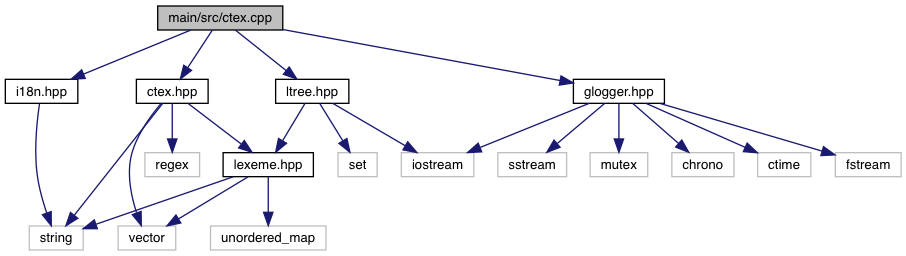 main/src/ctex.cpp
i18n.hpp
ctex.hpp
ltree.hpp
glogger.hpp
regex
lexeme.hpp
set
iostream
sstream
mutex
chrono
ctime
fstream
string
vector
unordered_map